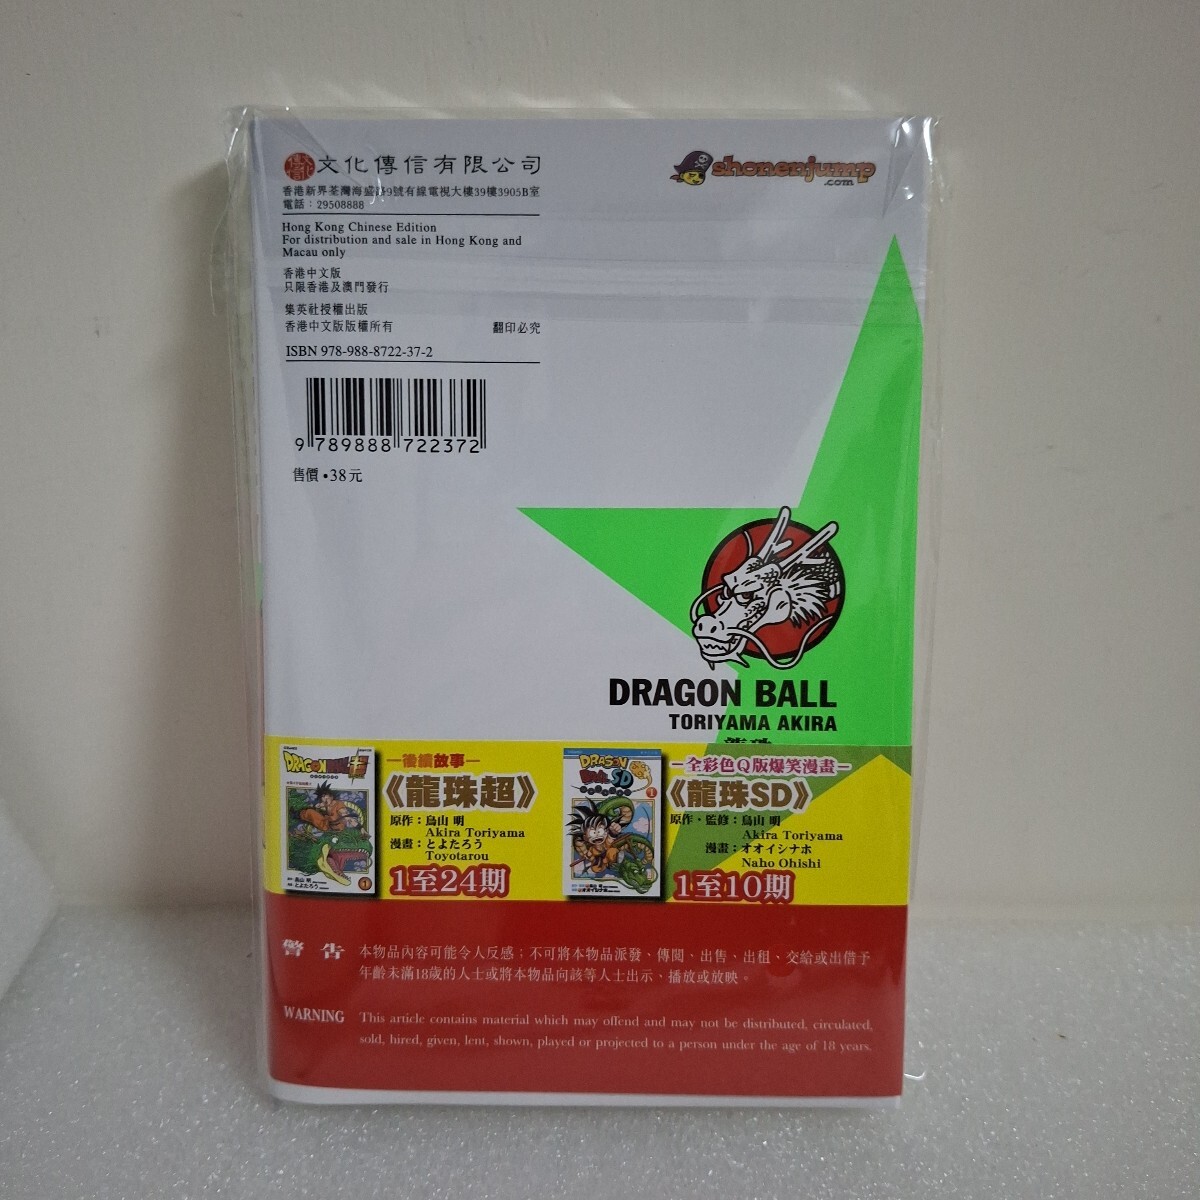 文化傳信有限公司
香港新界荃灣海盛路9號有線電視大樓39樓3905B室
電話：29508888
Hong Kong Chinese Edition
For distribution and sale in Hong Kong and
Macau only
香港中文版
只限香港及澳門發行
集英社授權出版
香港中文版版權所有 翻印必究
ISBN 978-988-8722-37-2
9 789888 722372
售價・38元
shonenjump
.com
DRAGON BALL
TORIYAMA AKIRA
—後續故事—
《龍珠超》
原作：鳥山 明
Akira Toriyama
漫畫：とよたろう
Toyotarou
1至24期
—全彩色Q版爆笑漫畫—
《龍珠SD》
原作・監修：鳥山 明
Akira Toriyama
漫畫：オオイシナホ
Naho Ohishi
1至10期
警告 本物品內容可能令人反感；不可將本物品派發、傳閱、出售、出租、交給或出借予
年齡未滿18歲的人士或將本物品向該等人士出示、播放或放映。
WARNING This article contains material which may offend and may not be distributed, circulated,
sold, hired, given, lent, shown, played or projected to a person under the age of 18 years.